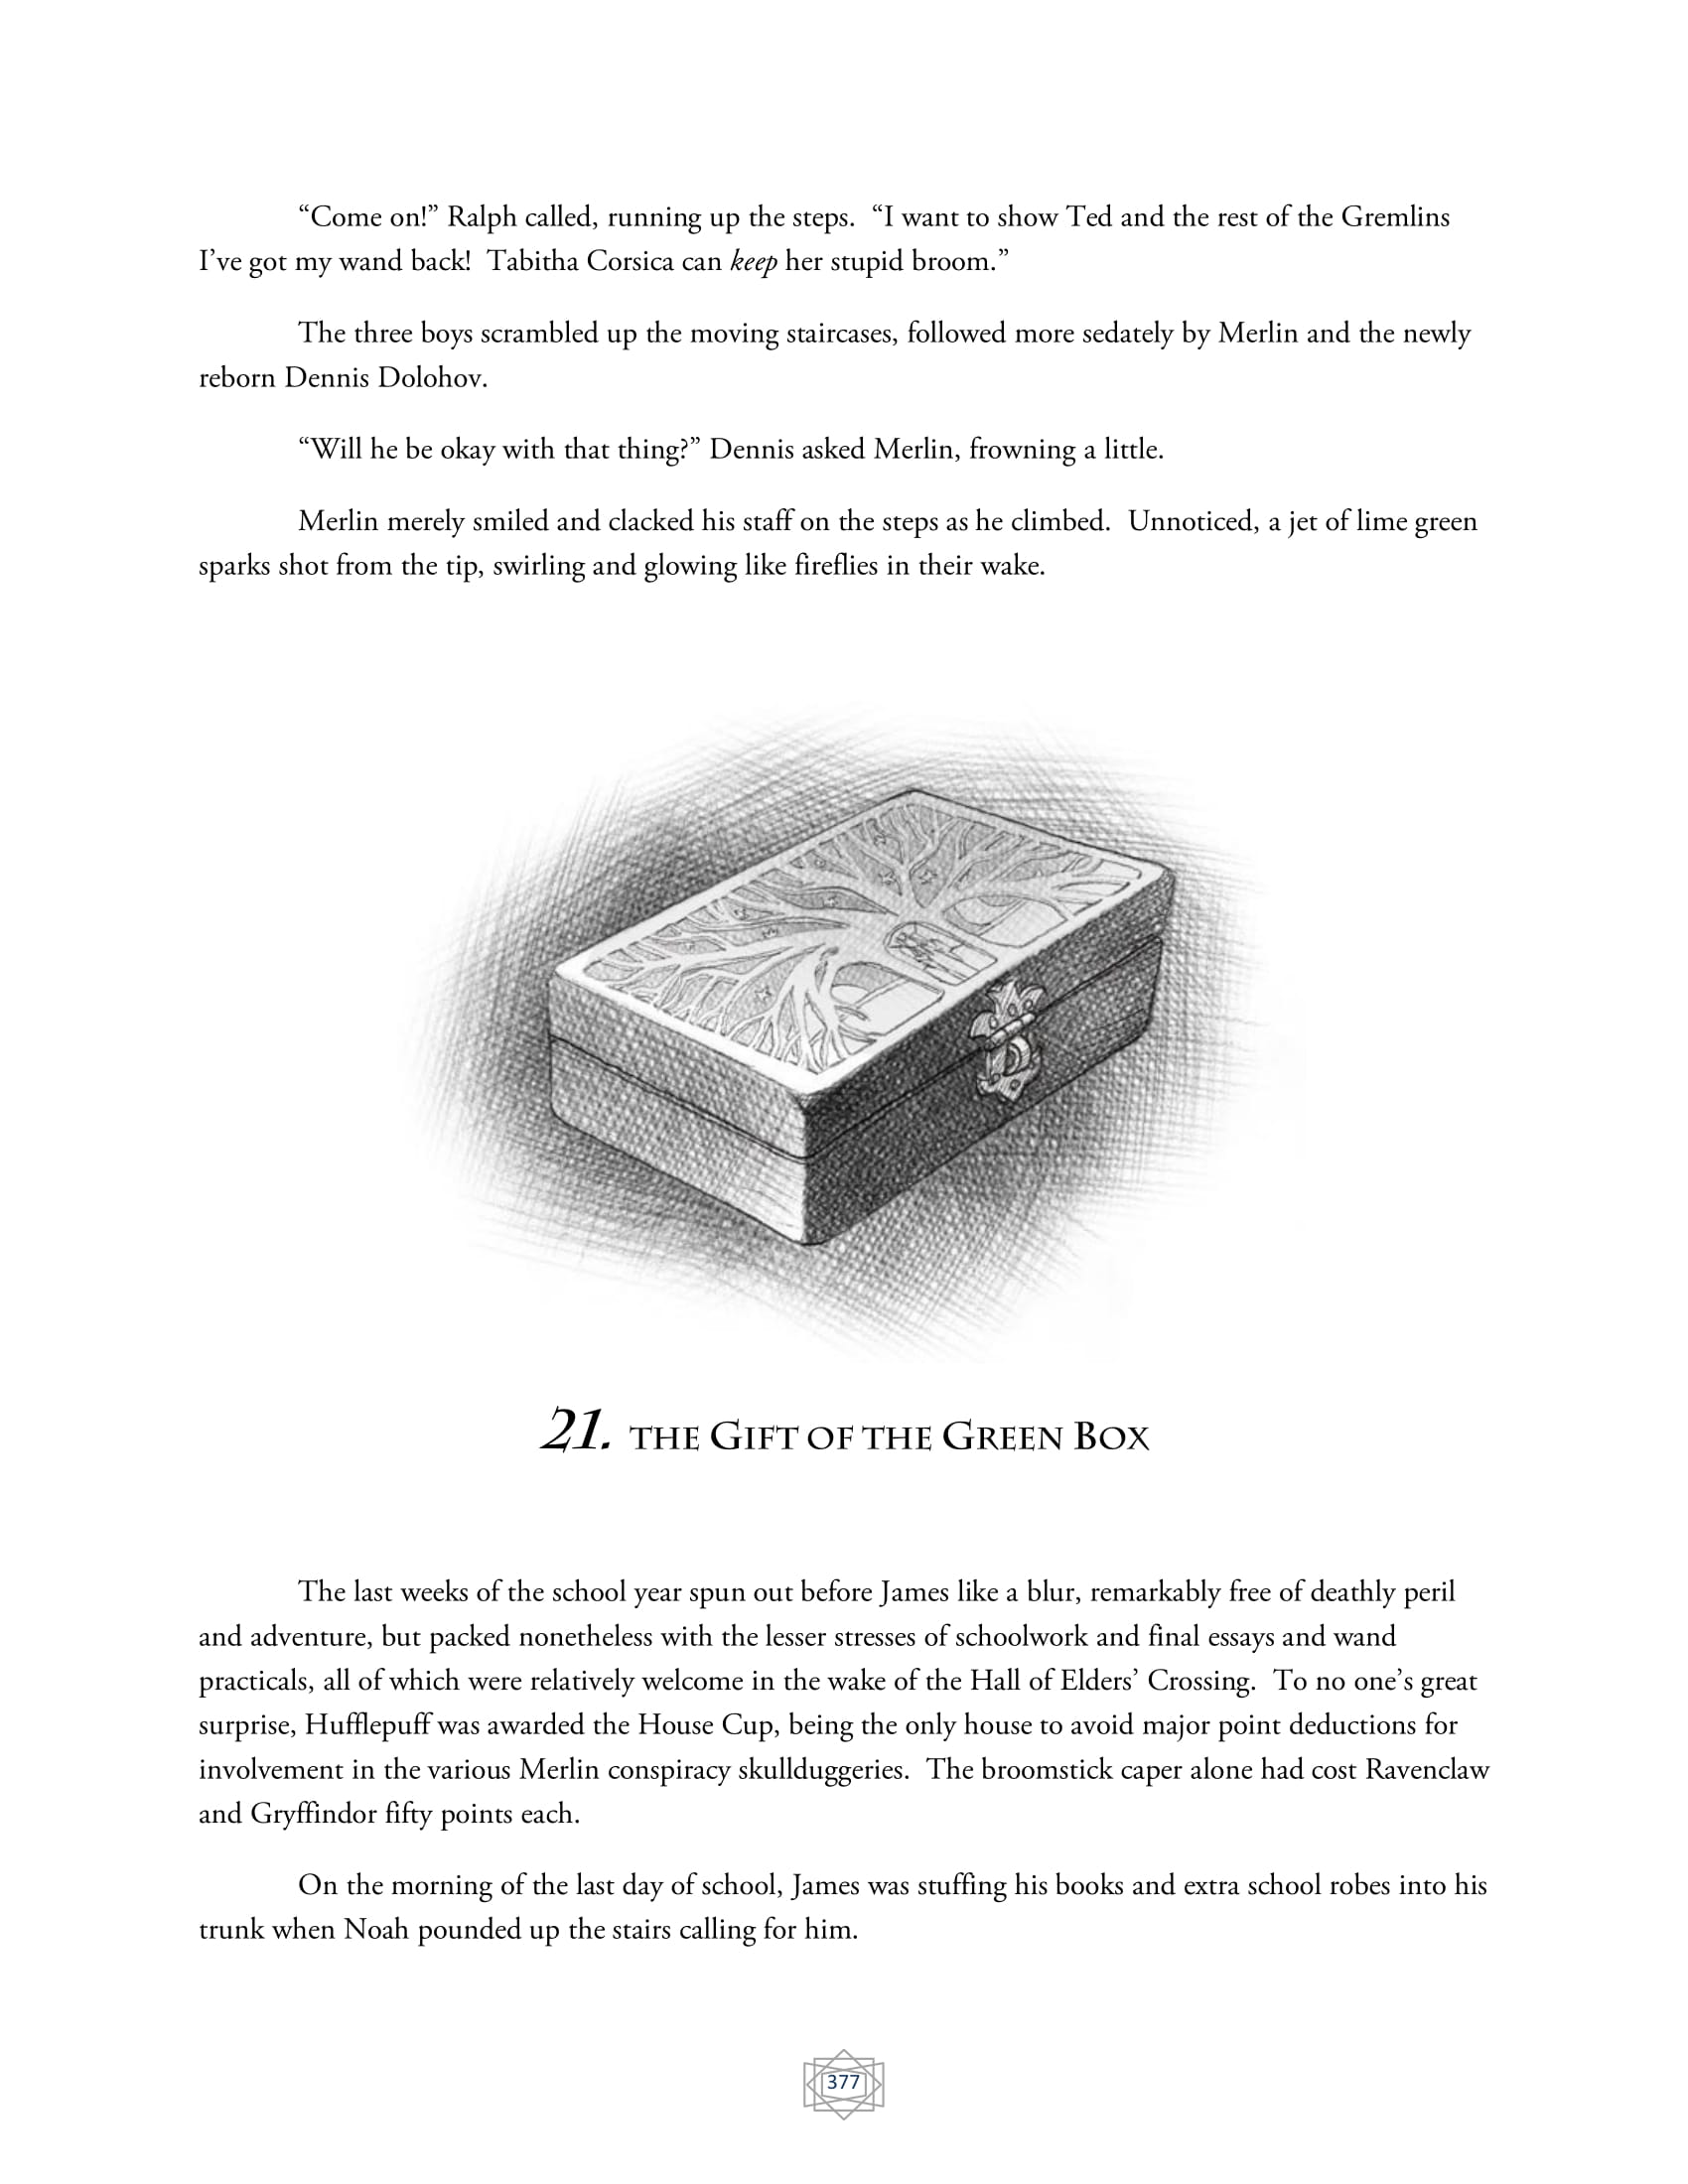 “Come on!” Ralph called, running up the steps.  “I want to show Ted and the rest of the Gremlins
I’ve got my wand back!  Tabitha Corsica can keep her stupid broom.”
The three boys scrambled up the moving staircases, followed more sedately by Merlin and the newly
reborn Dennis Dolohov.
“Will he be okay with that thing?” Dennis asked Merlin, frowning a little.
Merlin merely smiled and clacked his staff on the steps as he climbed.  Unnoticed, a jet of lime green
sparks shot from the tip, swirling and glowing like fireflies in their wake.
21. THE GIFT OF THE GREEN BOX
The last weeks of the school year spun out before James like a blur, remarkably free of deathly peril
and adventure, but packed nonetheless with the lesser stresses of schoolwork and final essays and wand
practicals, all of which were relatively welcome in the wake of the Hall of Elders’ Crossing.  To no one’s great
surprise, Hufflepuff was awarded the House Cup, being the only house to avoid major point deductions for
involvement in the various Merlin conspiracy skullduggeries.  The broomstick caper alone had cost Ravenclaw
and Gryffindor fifty points each.
On the morning of the last day of school, James was stuffing his books and extra school robes into his
trunk when Noah pounded up the stairs calling for him.
377